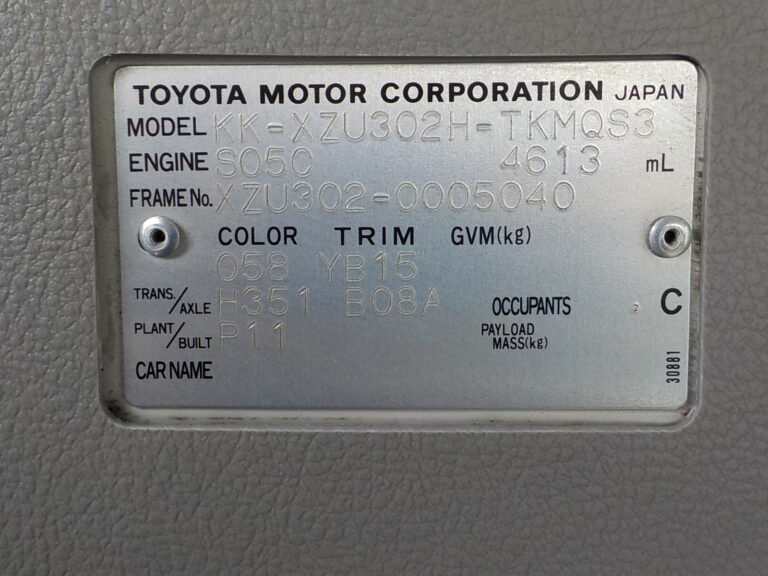 TOYOTA MOTOR CORPORATION JAPAN
MODEL KK-XZU302H-TKMQS3
ENGINE S05C 4613 mL
FRAME No. XZU302-0005040
COLOR TRIM GVM(kg)
058 YB15
TRANS./AXLE H351 B08A OCCUPANTS C
PLANT/BUILT P11 PAYLOAD MASS(kg)
CAR NAME
30881